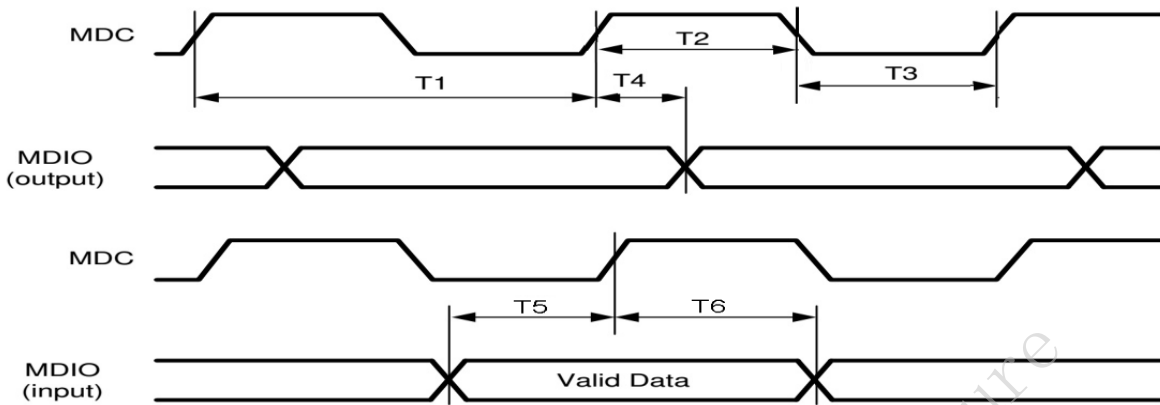 MDC
T1
T2
T3
T4
MDIO
(output)
MDC
T5
T6
MDIO
(input)
Valid Data